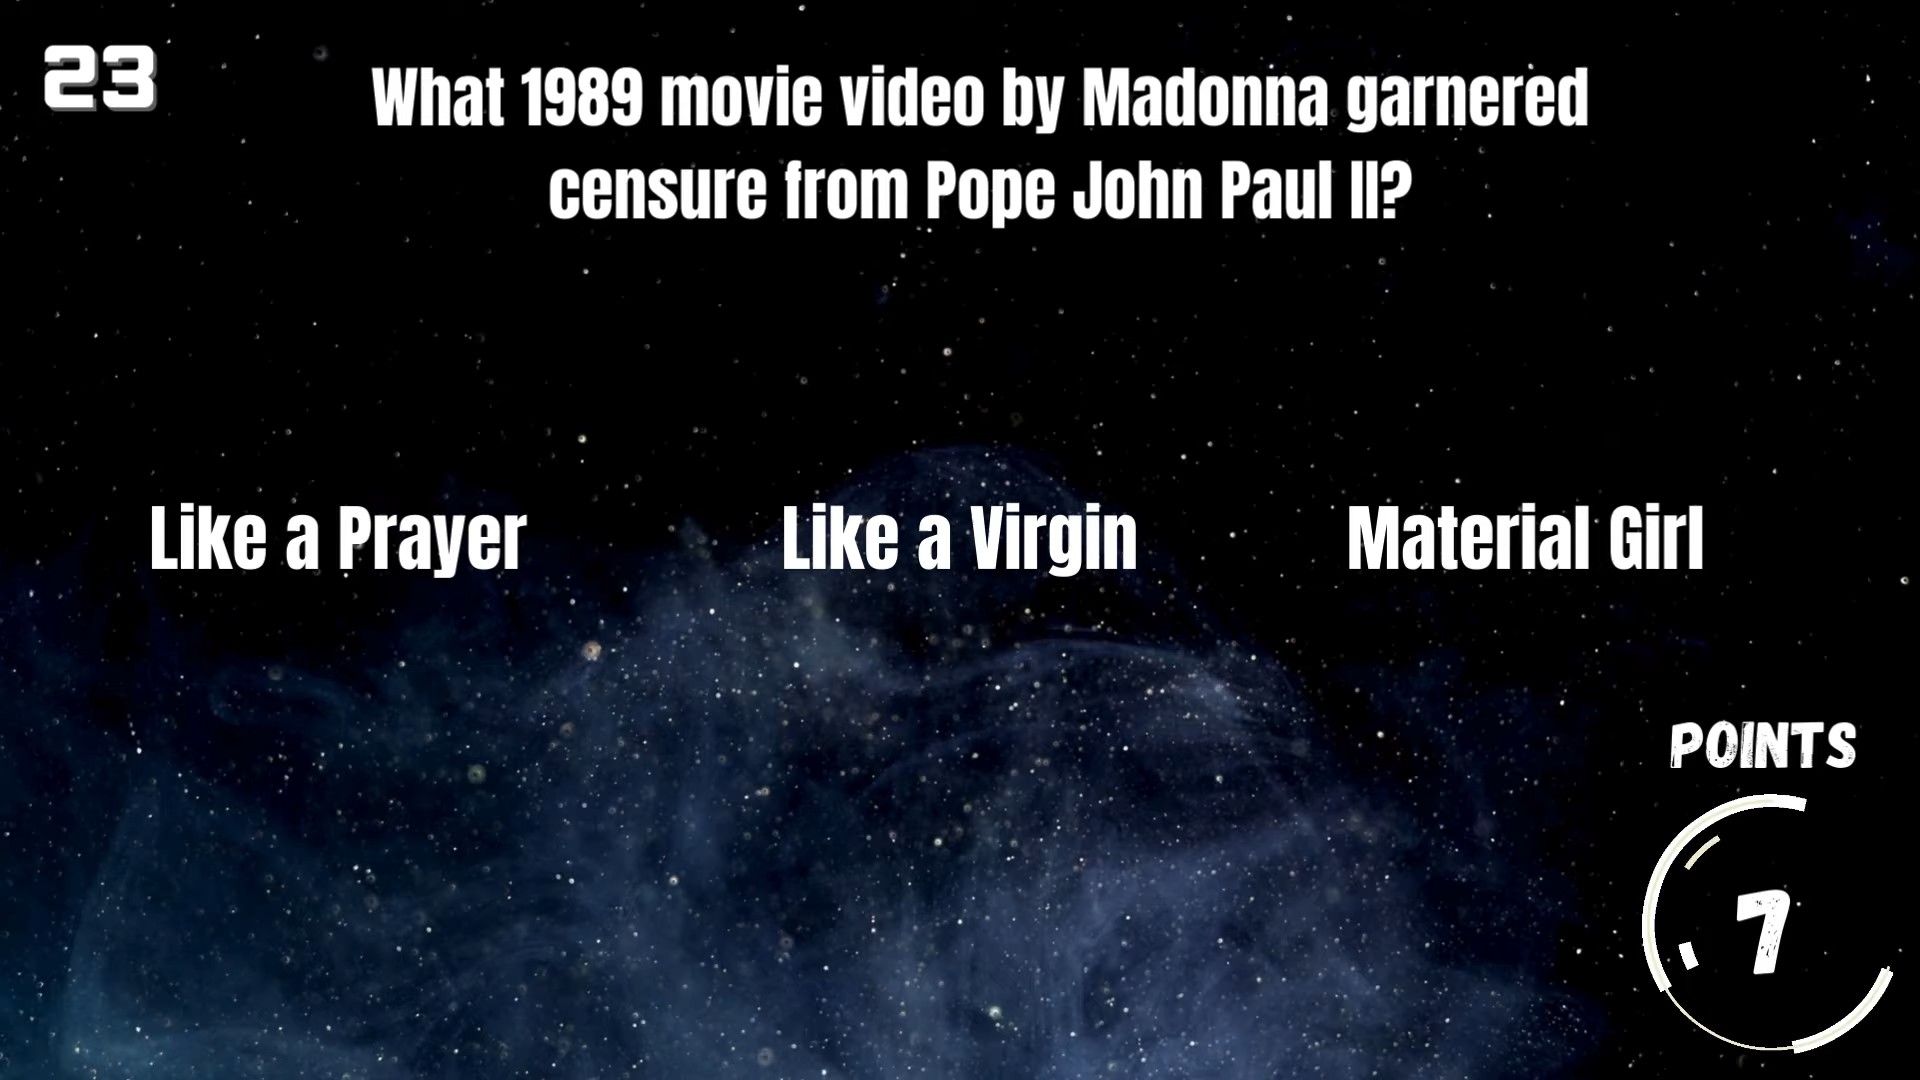 23
What 1989 movie video by Madonna garnered
censure from Pope John Paul II?
Like a Prayer
Like a Virgin
Material Girl
POINTS
7